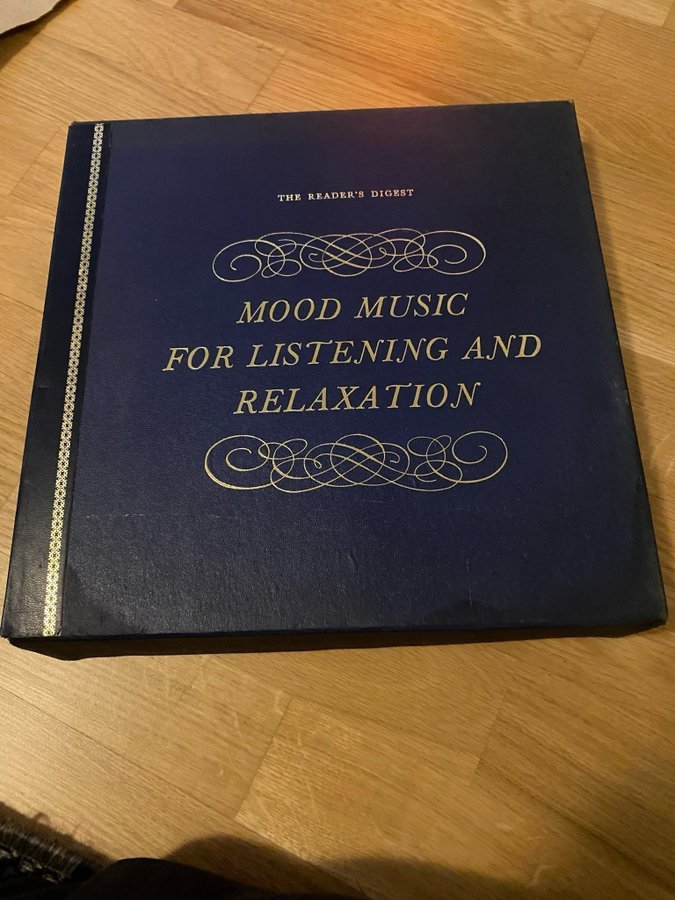 THE READER'S DIGEST
MOOD MUSIC
FOR LISTENING AND
RELAXATION